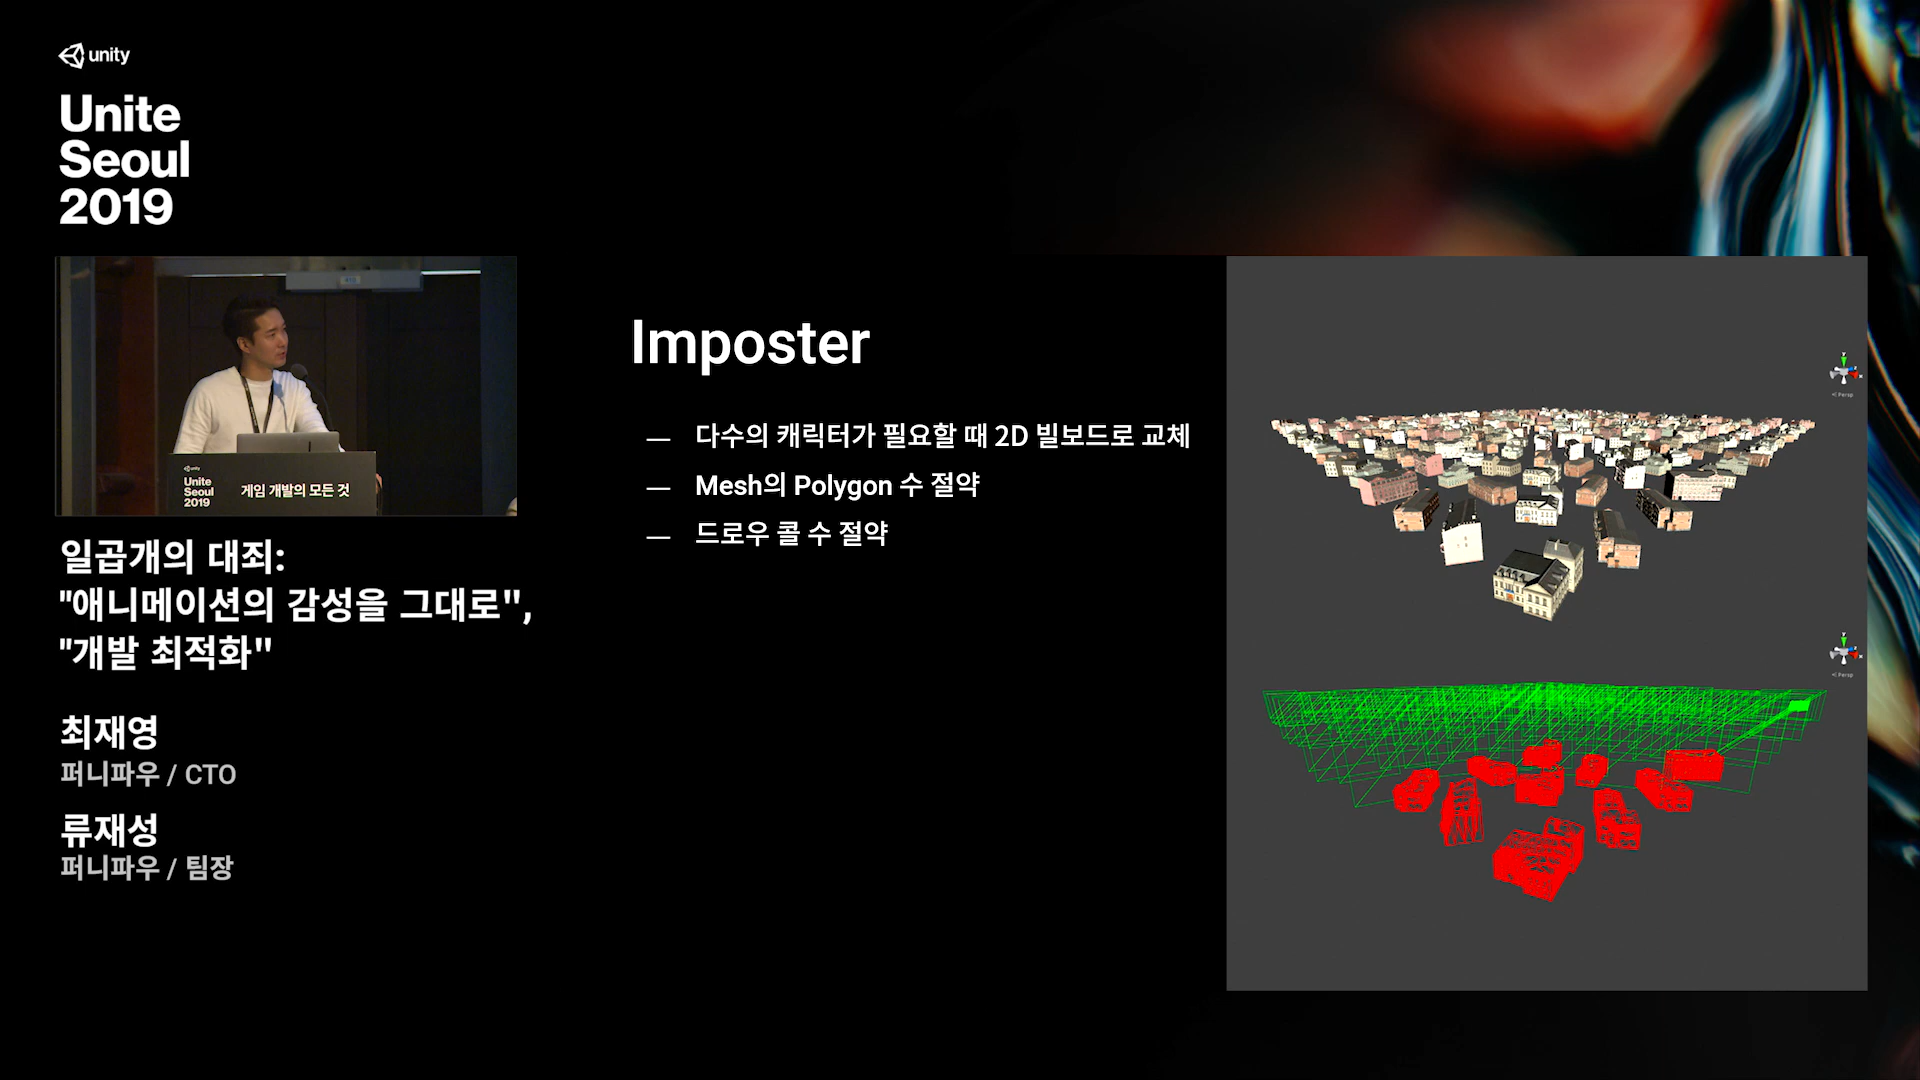 unity
Unite
Seoul
2019
unity
Unite
Seoul
2019
게임 개발의 모든 것
일곱개의 대죄:
"애니메이션의 감성을 그대로",
"개발 최적화"
최재영
퍼니파우 / CTO
류재성
퍼니파우 / 팀장
Imposter
— 다수의 캐릭터가 필요할 때 2D 빌보드로 교체
— Mesh의 Polygon 수 절약
— 드로우 콜 수 절약
Persp
Persp